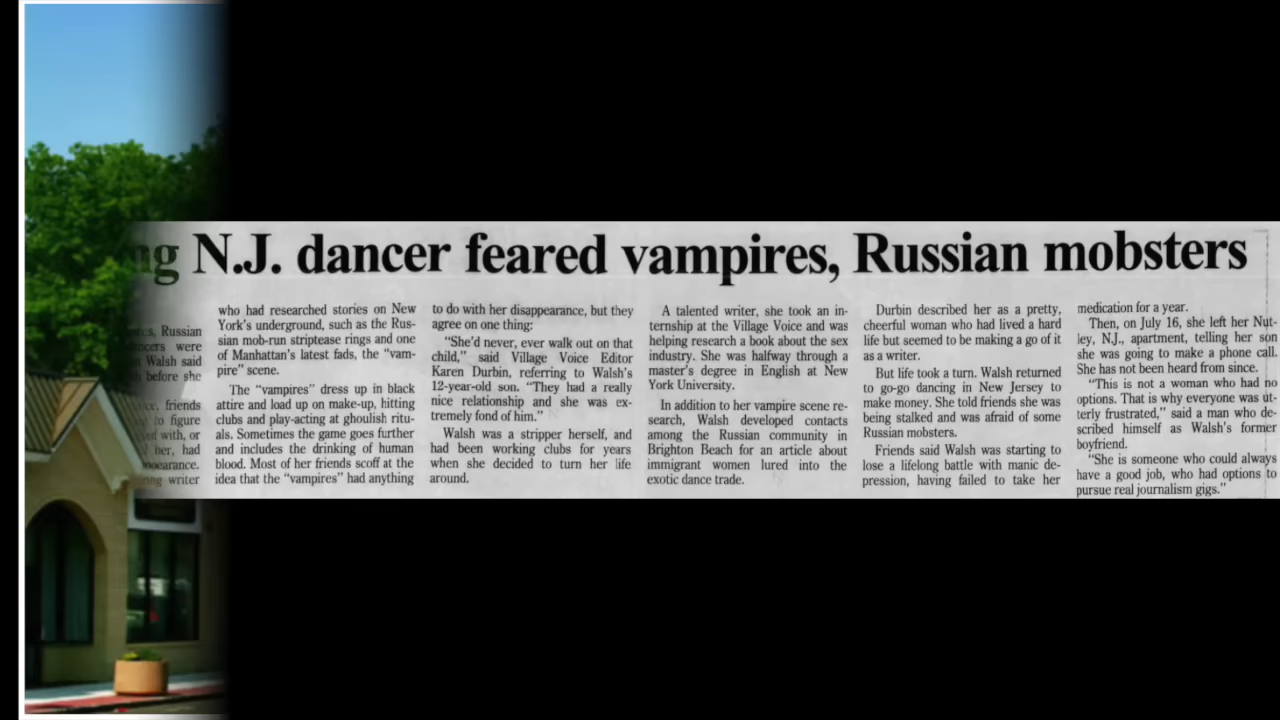 N.J. dancer feared vampires, Russian mobsters
Russian
were
Walsh said
before she
friends
to figure
with, or
her, had
writer
who had researched stories on New
York's underground, such as the Rus-
sian mob-run striptease rings and one
of Manhattan's latest fads, the “vam-
pire” scene.
The “vampires” dress up in black
attire and load up on make-up, hitting
clubs and play-acting at ghoulish ritu-
als. Sometimes the game goes further
and includes the drinking of human
blood. Most of her friends scoff at the
idea that the “vampires” had anything
to do with her disappearance, but they
agree on one thing:
“She'd never, ever walk out on that
child,” said Village Voice Editor
Karen Durbin, referring to Walsh's
12-year-old son. “They had a really
nice relationship and she was ex-
tremely fond of him.”
Walsh was a stripper herself, and
had been working clubs for years
when she decided to turn her life
around.
A talented writer, she took an in-
ternship at the Village Voice and was
helping research a book about the sex
industry. She was halfway through a
master's degree in English at New
York University.
In addition to her vampire scene re-
search, Walsh developed contacts
among the Russian community in
Brighton Beach for an article about
immigrant women lured into the
exotic dance trade.
Durbin described her as a pretty,
cheerful woman who had lived a hard
life but seemed to be making a go of it
as a writer.
But life took a turn. Walsh returned
to go-go dancing in New Jersey to
make money. She told friends she was
being stalked and was afraid of some
Russian mobsters.
Friends said Walsh was starting to
lose a lifelong battle with manic de-
pression, having failed to take her
medication for a year.
Then, on July 16, she left her Nut-
ley, N.J., apartment, telling her son
she was going to make a phone call.
She has not been heard from since.
“This is not a woman who had no
options. That is why everyone was ut-
terly frustrated,” said a man who de-
scribed himself as Walsh's former
boyfriend.
“She is someone who could always
have a good job, who had options to
pursue real journalism gigs.”